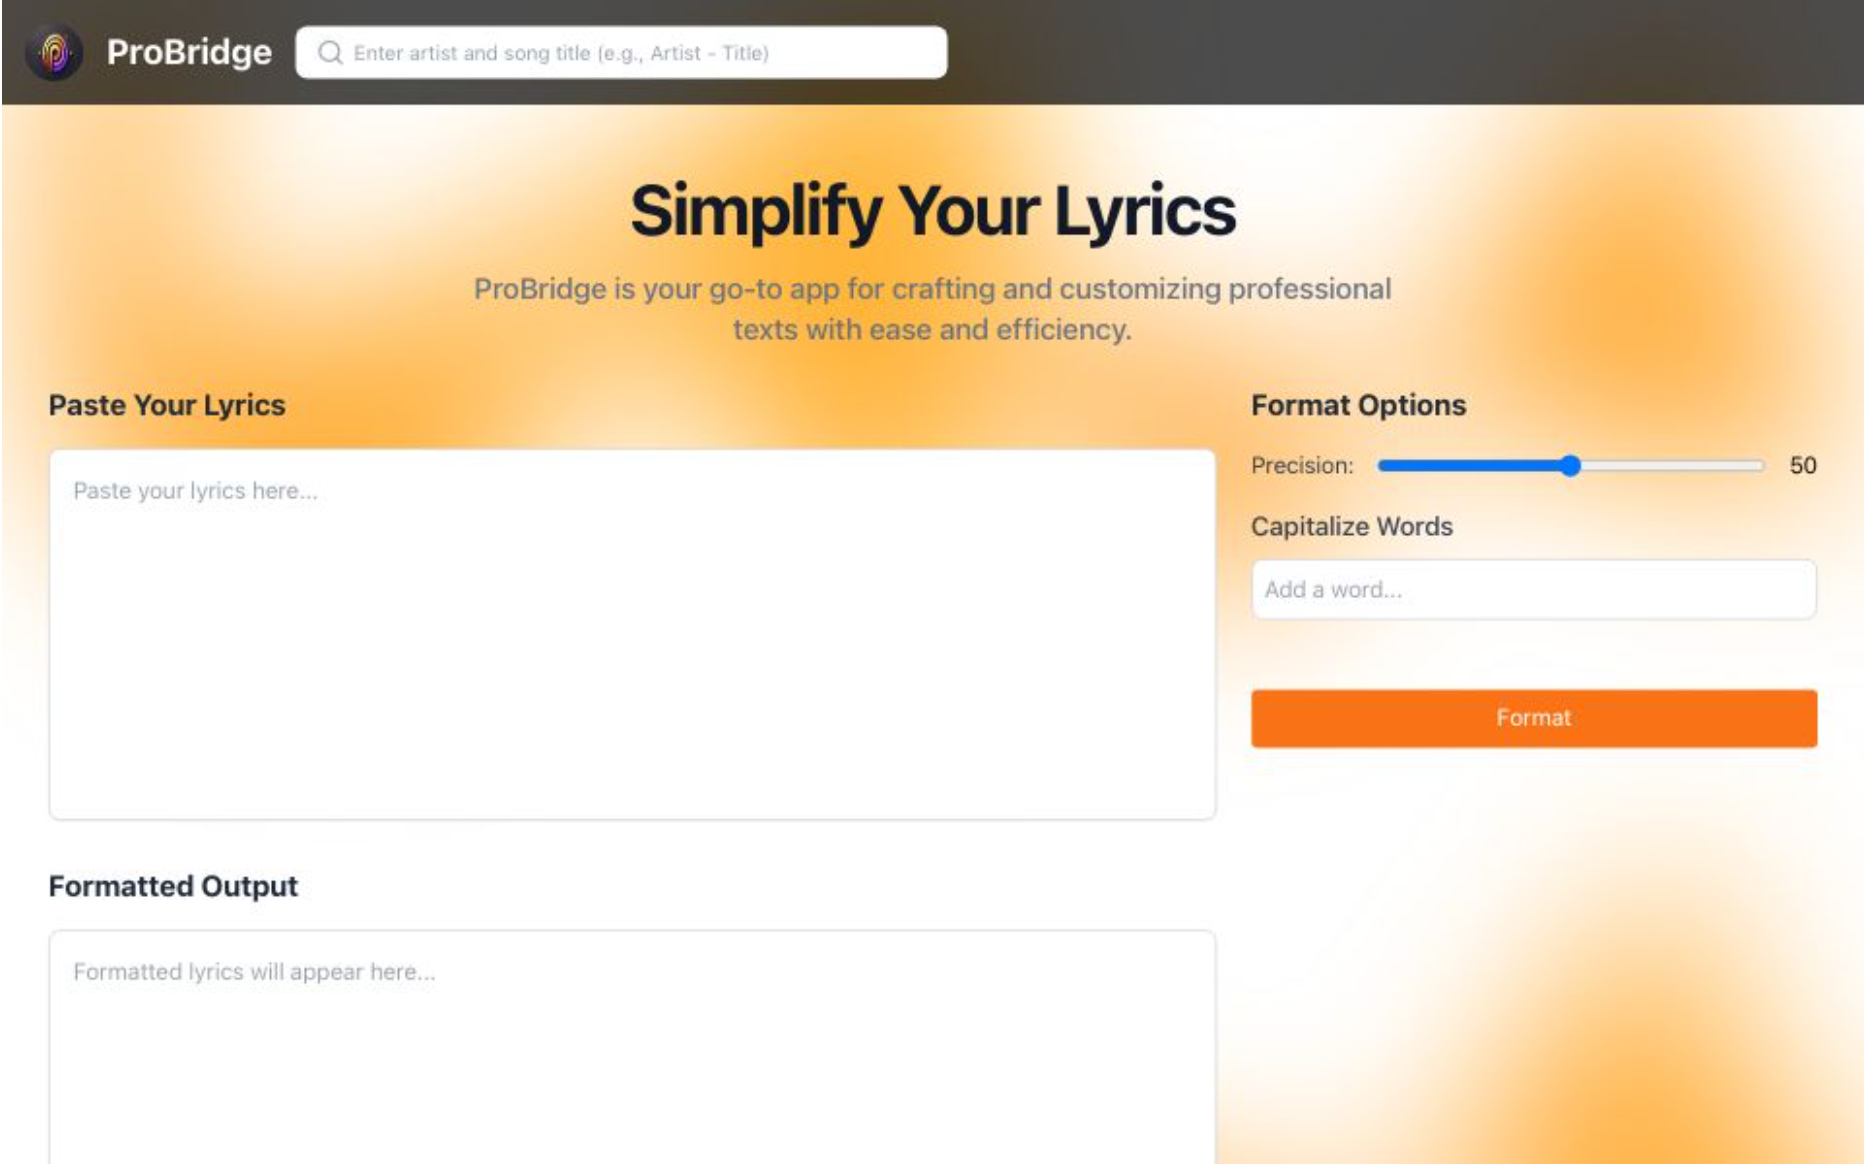 ProBridge
Enter artist and song title (e.g., Artist - Title)
Simplify Your Lyrics
ProBridge is your go-to app for crafting and customizing professional
texts with ease and efficiency.
Paste Your Lyrics
Paste your lyrics here...
Format Options
Precision:
50
Capitalize Words
Add a word...
Format
Formatted Output
Formatted lyrics will appear here...